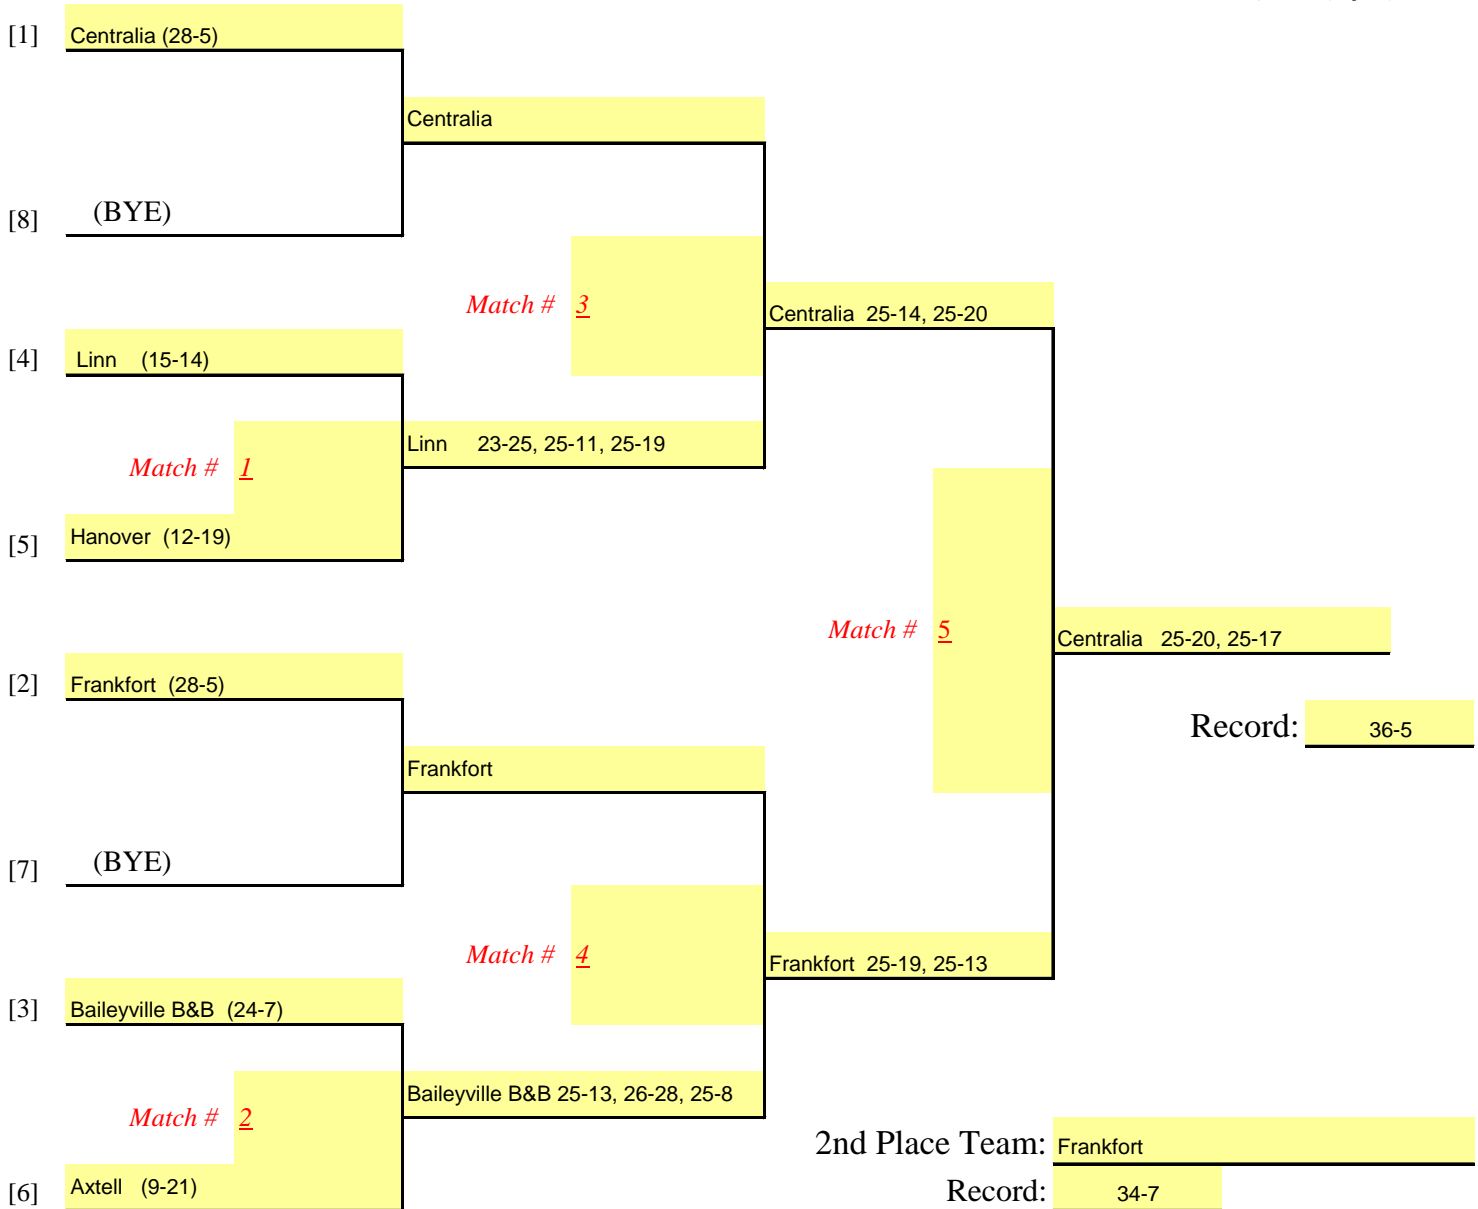 [1] Centralia (28-5)
Centralia
[8] (BYE)
Match # 3
Centralia 25-14, 25-20
[4] Linn (15-14)
Linn 23-25, 25-11, 25-19
Match # 1
[5] Hanover (12-19)
Match # 5
Centralia 25-20, 25-17
[2] Frankfort (28-5)
Record: 36-5
Frankfort
[7] (BYE)
Match # 4
Frankfort 25-19, 25-13
[3] Baileyville B&B (24-7)
Baileyville B&B 25-13, 26-28, 25-8
Match # 2
2nd Place Team: Frankfort
[6] Axtell (9-21)
Record: 34-7